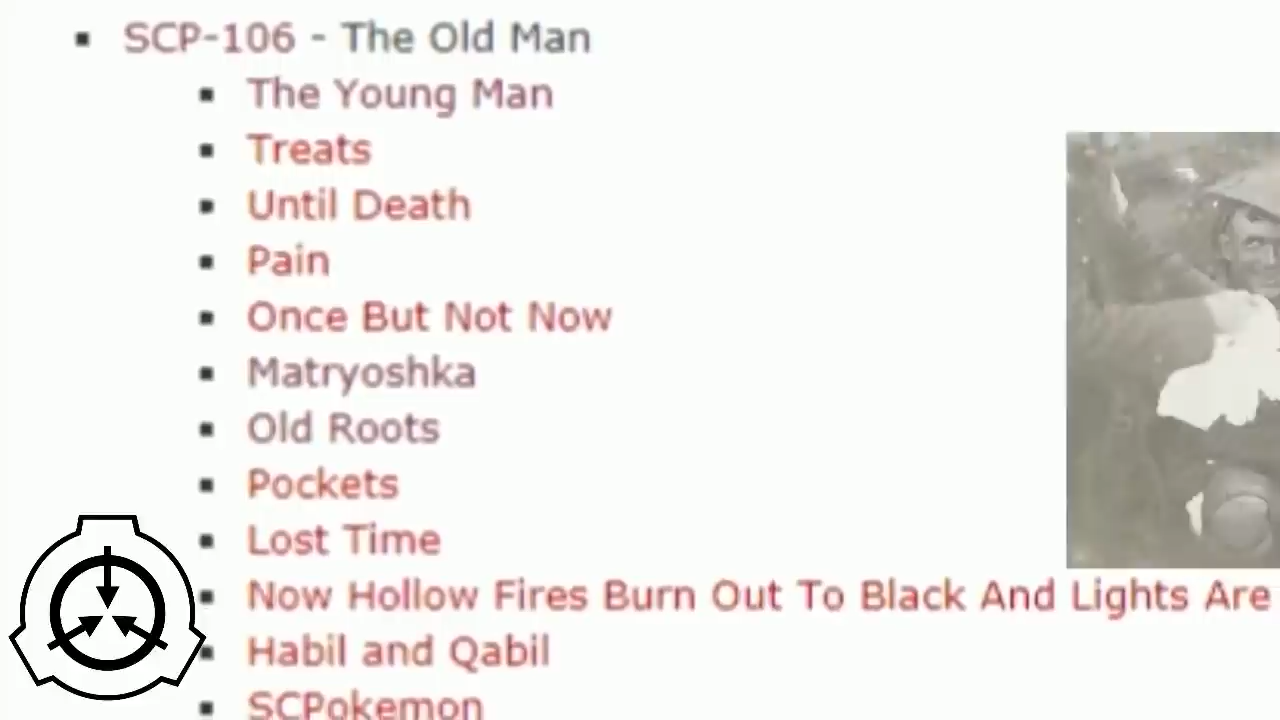 SCP-106 - The Old Man
The Young Man
Treats
Until Death
Pain
Once But Not Now
Matryoshka
Old Roots
Pockets
Lost Time
Now Hollow Fires Burn Out To Black And Lights Are
Habil and Qabil
SCPokemon